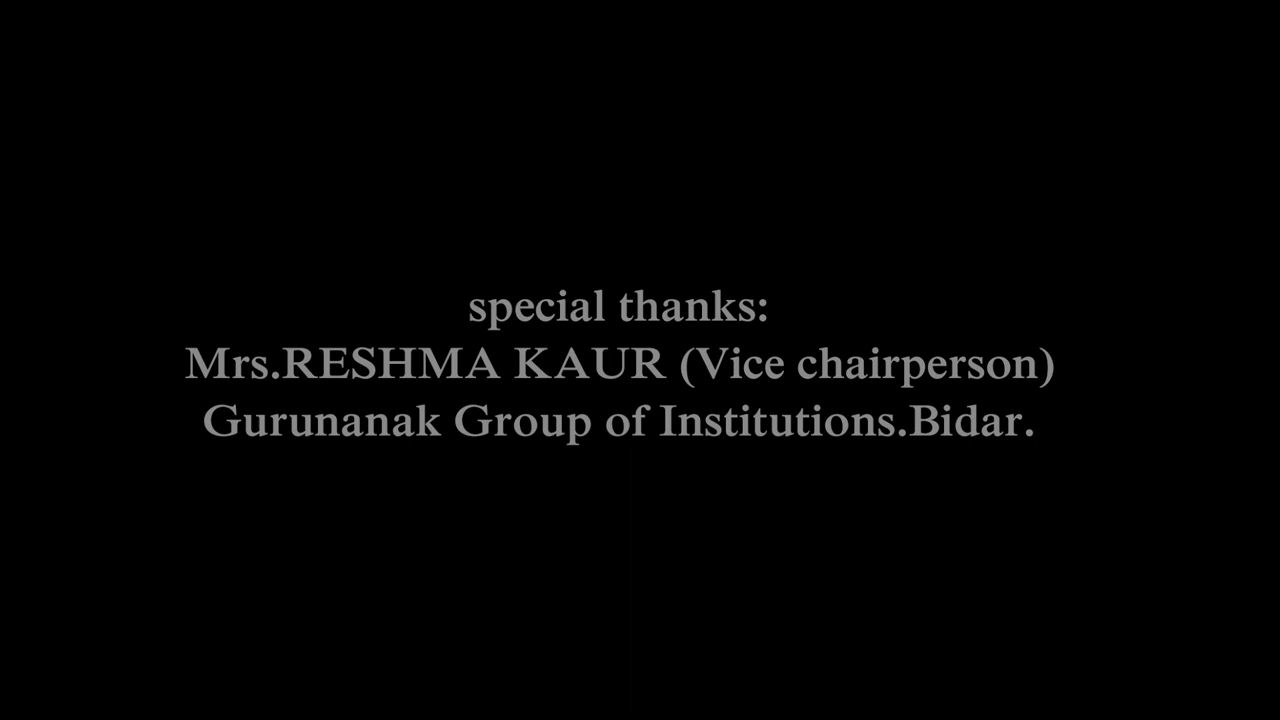 special thanks:
Mrs.RESHMA KAUR (Vice chairperson)
Gurunanak Group of Institutions.Bidar.